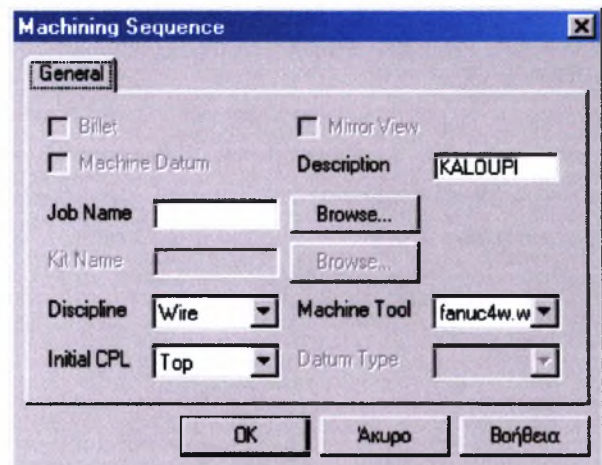 Machining Sequence
General
Billet Mirror View
Machine Datum Description KALOUPI
Job Name Browse...
Kit Name Browse...
Discipline Wire Machine Tool fanuc4w.w
Initial CPL Top Datum Type
OK Άκυρο Βοήθεια